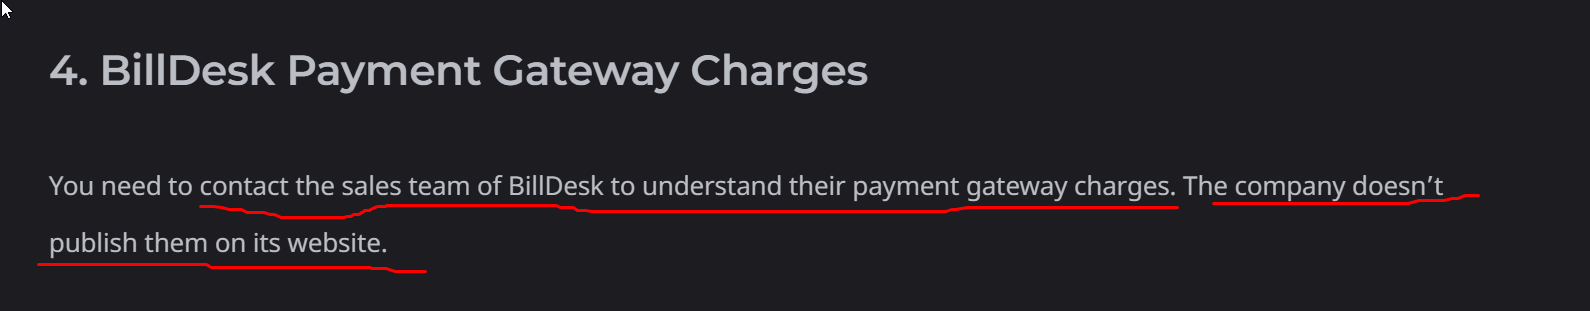 4. BillDesk Payment Gateway Charges
You need to contact the sales team of BillDesk to understand their payment gateway charges. The company doesn’t
publish them on its website.